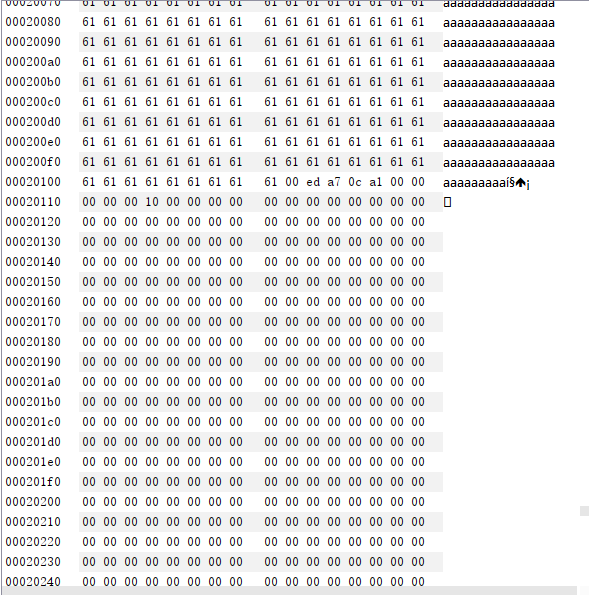 00020070 61 61 61 61 61 61 61 61 61 61 61 61 61 61 61 61 aaaaaaaaaaaaaaaa
00020080 61 61 61 61 61 61 61 61 61 61 61 61 61 61 61 61 aaaaaaaaaaaaaaaa
00020090 61 61 61 61 61 61 61 61 61 61 61 61 61 61 61 61 aaaaaaaaaaaaaaaa
000200a0 61 61 61 61 61 61 61 61 61 61 61 61 61 61 61 61 aaaaaaaaaaaaaaaa
000200b0 61 61 61 61 61 61 61 61 61 61 61 61 61 61 61 61 aaaaaaaaaaaaaaaa
000200c0 61 61 61 61 61 61 61 61 61 61 61 61 61 61 61 61 aaaaaaaaaaaaaaaa
000200d0 61 61 61 61 61 61 61 61 61 61 61 61 61 61 61 61 aaaaaaaaaaaaaaaa
000200e0 61 61 61 61 61 61 61 61 61 61 61 61 61 61 61 61 aaaaaaaaaaaaaaaa
000200f0 61 61 61 61 61 61 61 61 61 61 61 61 61 61 61 61 aaaaaaaaaaaaaaaa
00020100 61 61 61 61 61 61 61 61 61 00 ed a7 0c a1 00 00 aaaaaaaaaí§🡹¡
00020110 00 00 00 10 00 00 00 00 00 00 00 00 00 00 00 00 ▯
00020120 00 00 00 00 00 00 00 00 00 00 00 00 00 00 00 00
00020130 00 00 00 00 00 00 00 00 00 00 00 00 00 00 00 00
00020140 00 00 00 00 00 00 00 00 00 00 00 00 00 00 00 00
00020150 00 00 00 00 00 00 00 00 00 00 00 00 00 00 00 00
00020160 00 00 00 00 00 00 00 00 00 00 00 00 00 00 00 00
00020170 00 00 00 00 00 00 00 00 00 00 00 00 00 00 00 00
00020180 00 00 00 00 00 00 00 00 00 00 00 00 00 00 00 00
00020190 00 00 00 00 00 00 00 00 00 00 00 00 00 00 00 00
000201a0 00 00 00 00 00 00 00 00 00 00 00 00 00 00 00 00
000201b0 00 00 00 00 00 00 00 00 00 00 00 00 00 00 00 00
000201c0 00 00 00 00 00 00 00 00 00 00 00 00 00 00 00 00
000201d0 00 00 00 00 00 00 00 00 00 00 00 00 00 00 00 00
000201e0 00 00 00 00 00 00 00 00 00 00 00 00 00 00 00 00
000201f0 00 00 00 00 00 00 00 00 00 00 00 00 00 00 00 00
00020200 00 00 00 00 00 00 00 00 00 00 00 00 00 00 00 00
00020210 00 00 00 00 00 00 00 00 00 00 00 00 00 00 00 00
00020220 00 00 00 00 00 00 00 00 00 00 00 00 00 00 00 00
00020230 00 00 00 00 00 00 00 00 00 00 00 00 00 00 00 00
00020240 00 00 00 00 00 00 00 00 00 00 00 00 00 00 00 00